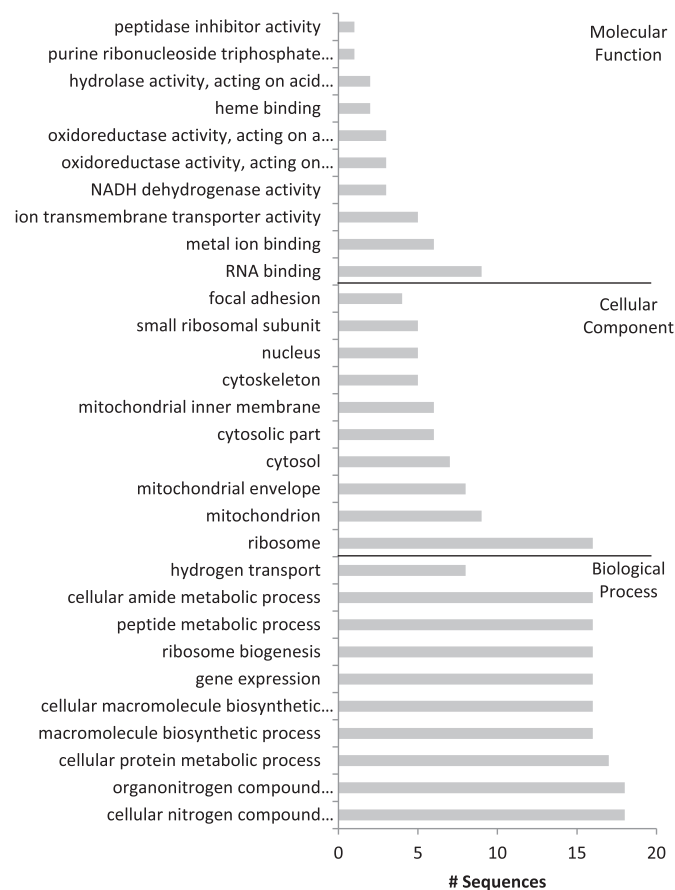 peptidase inhibitor activity
Molecular
Function
purine ribonucleoside triphosphate...
hydrolase activity, acting on acid...
heme binding
oxidoreductase activity, acting on a...
oxidoreductase activity, acting on...
NADH dehydrogenase activity
ion transmembrane transporter activity
metal ion binding
RNA binding
focal adhesion
Cellular
Component
small ribosomal subunit
nucleus
cytoskeleton
mitochondrial inner membrane
cytosolic part
cytosol
mitochondrial envelope
mitochondrion
ribosome
hydrogen transport
Biological
Process
cellular amide metabolic process
peptide metabolic process
ribosome biogenesis
gene expression
cellular macromolecule biosynthetic...
macromolecule biosynthetic process
cellular protein metabolic process
organonitrogen compound...
cellular nitrogen compound...
0 5 10 15 20
# Sequences